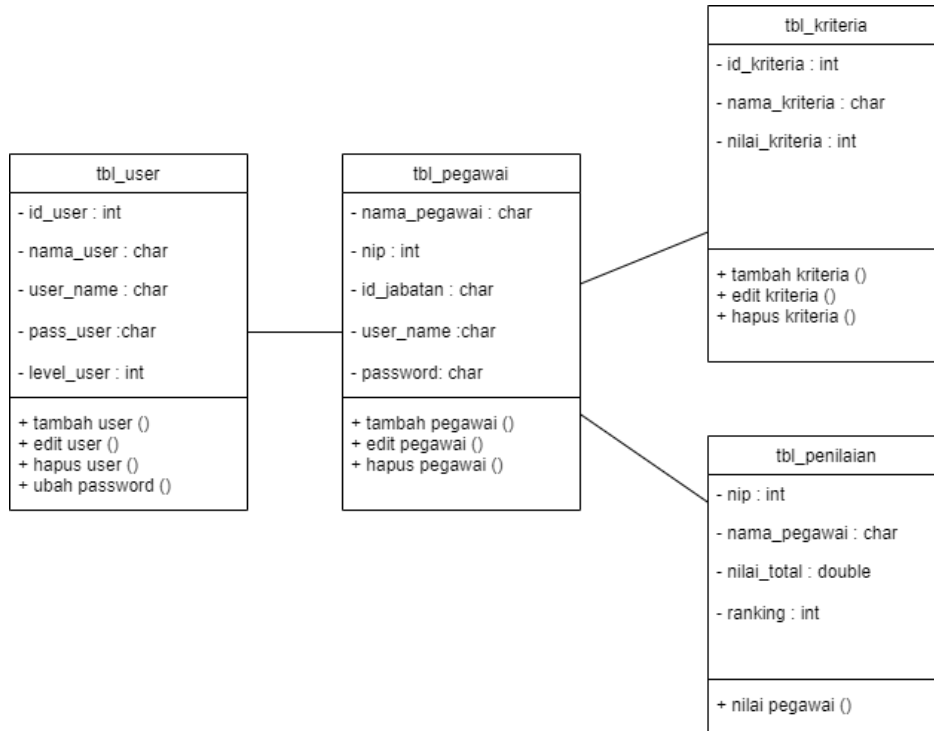 tbl_user
- id_user : int
- nama_user : char
- user_name : char
- pass_user :char
- level_user : int
+ tambah user ()
+ edit user ()
+ hapus user ()
+ ubah password ()
tbl_pegawai
- nama_pegawai : char
- nip : int
- id_jabatan : char
- user_name :char
- password: char
+ tambah pegawai ()
+ edit pegawai ()
+ hapus pegawai ()
tbl_kriteria
- id_kriteria : int
- nama_kriteria : char
- nilai_kriteria : int
+ tambah kriteria ()
+ edit kriteria ()
+ hapus kriteria ()
tbl_penilaian
- nip : int
- nama_pegawai : char
- nilai_total : double
- ranking : int
+ nilai pegawai ()